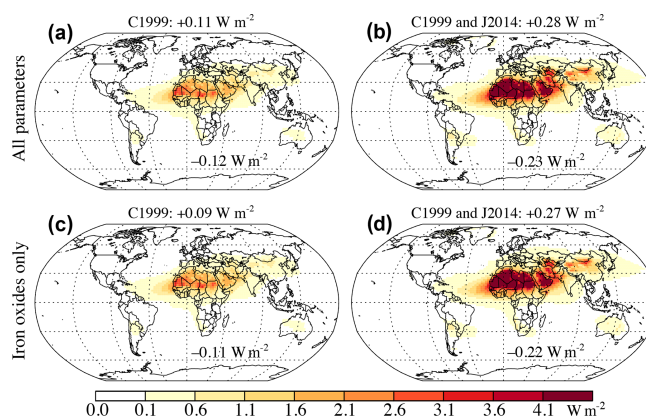 C1999: +0.11 W m-2
C1999 and J2014: +0.28 W m-2
(a)
(b)
All parameters
−0.12 W m-2
−0.23 W m-2
C1999: +0.09 W m-2
C1999 and J2014: +0.27 W m-2
(c)
(d)
Iron oxides only
−0.11 W m-2
−0.22 W m-2
0.0 0.1 0.6 1.1 1.6 2.1 2.6 3.1 3.6 4.1 W m-2